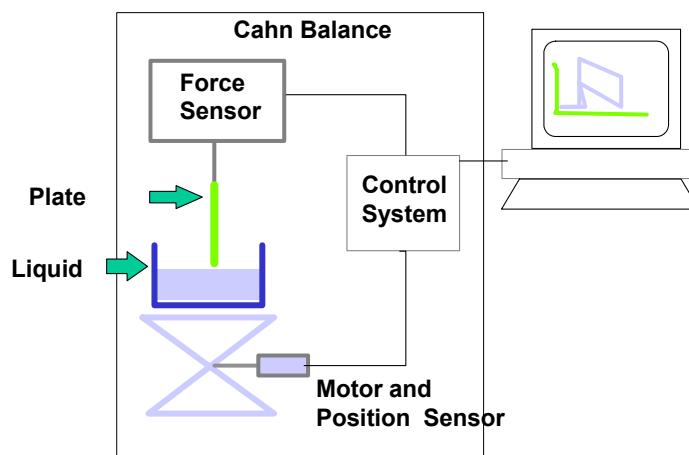 Cahn Balance
Force
Sensor
Plate
Control
System
Liquid
Motor and
Position Sensor